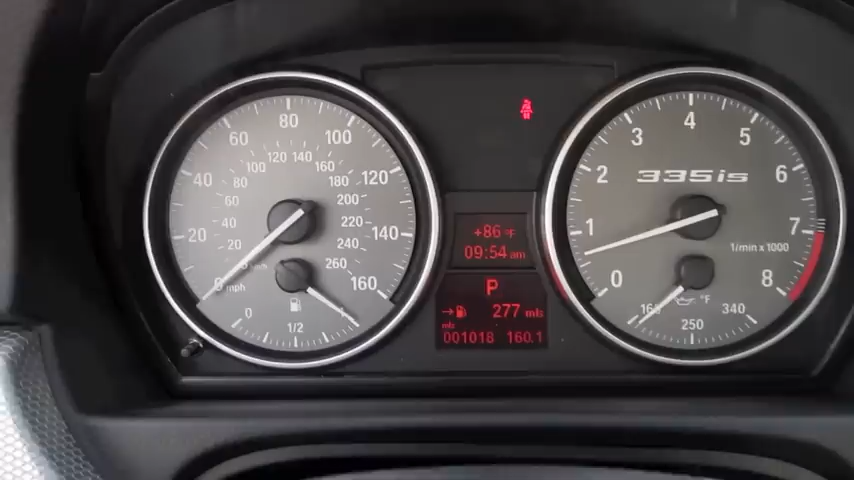 80
60 100
120 140
100 160
40 80 180 120
60 200
40 220
20 20 240 140
260
0 km/h 160
mph
0
1/2
+86 °F
09:54 am
P
277 mls
mls
001018 160.1
4
3 5
2 335is 6
1 7
1/min x 1000
0 8
160 °F 340
250